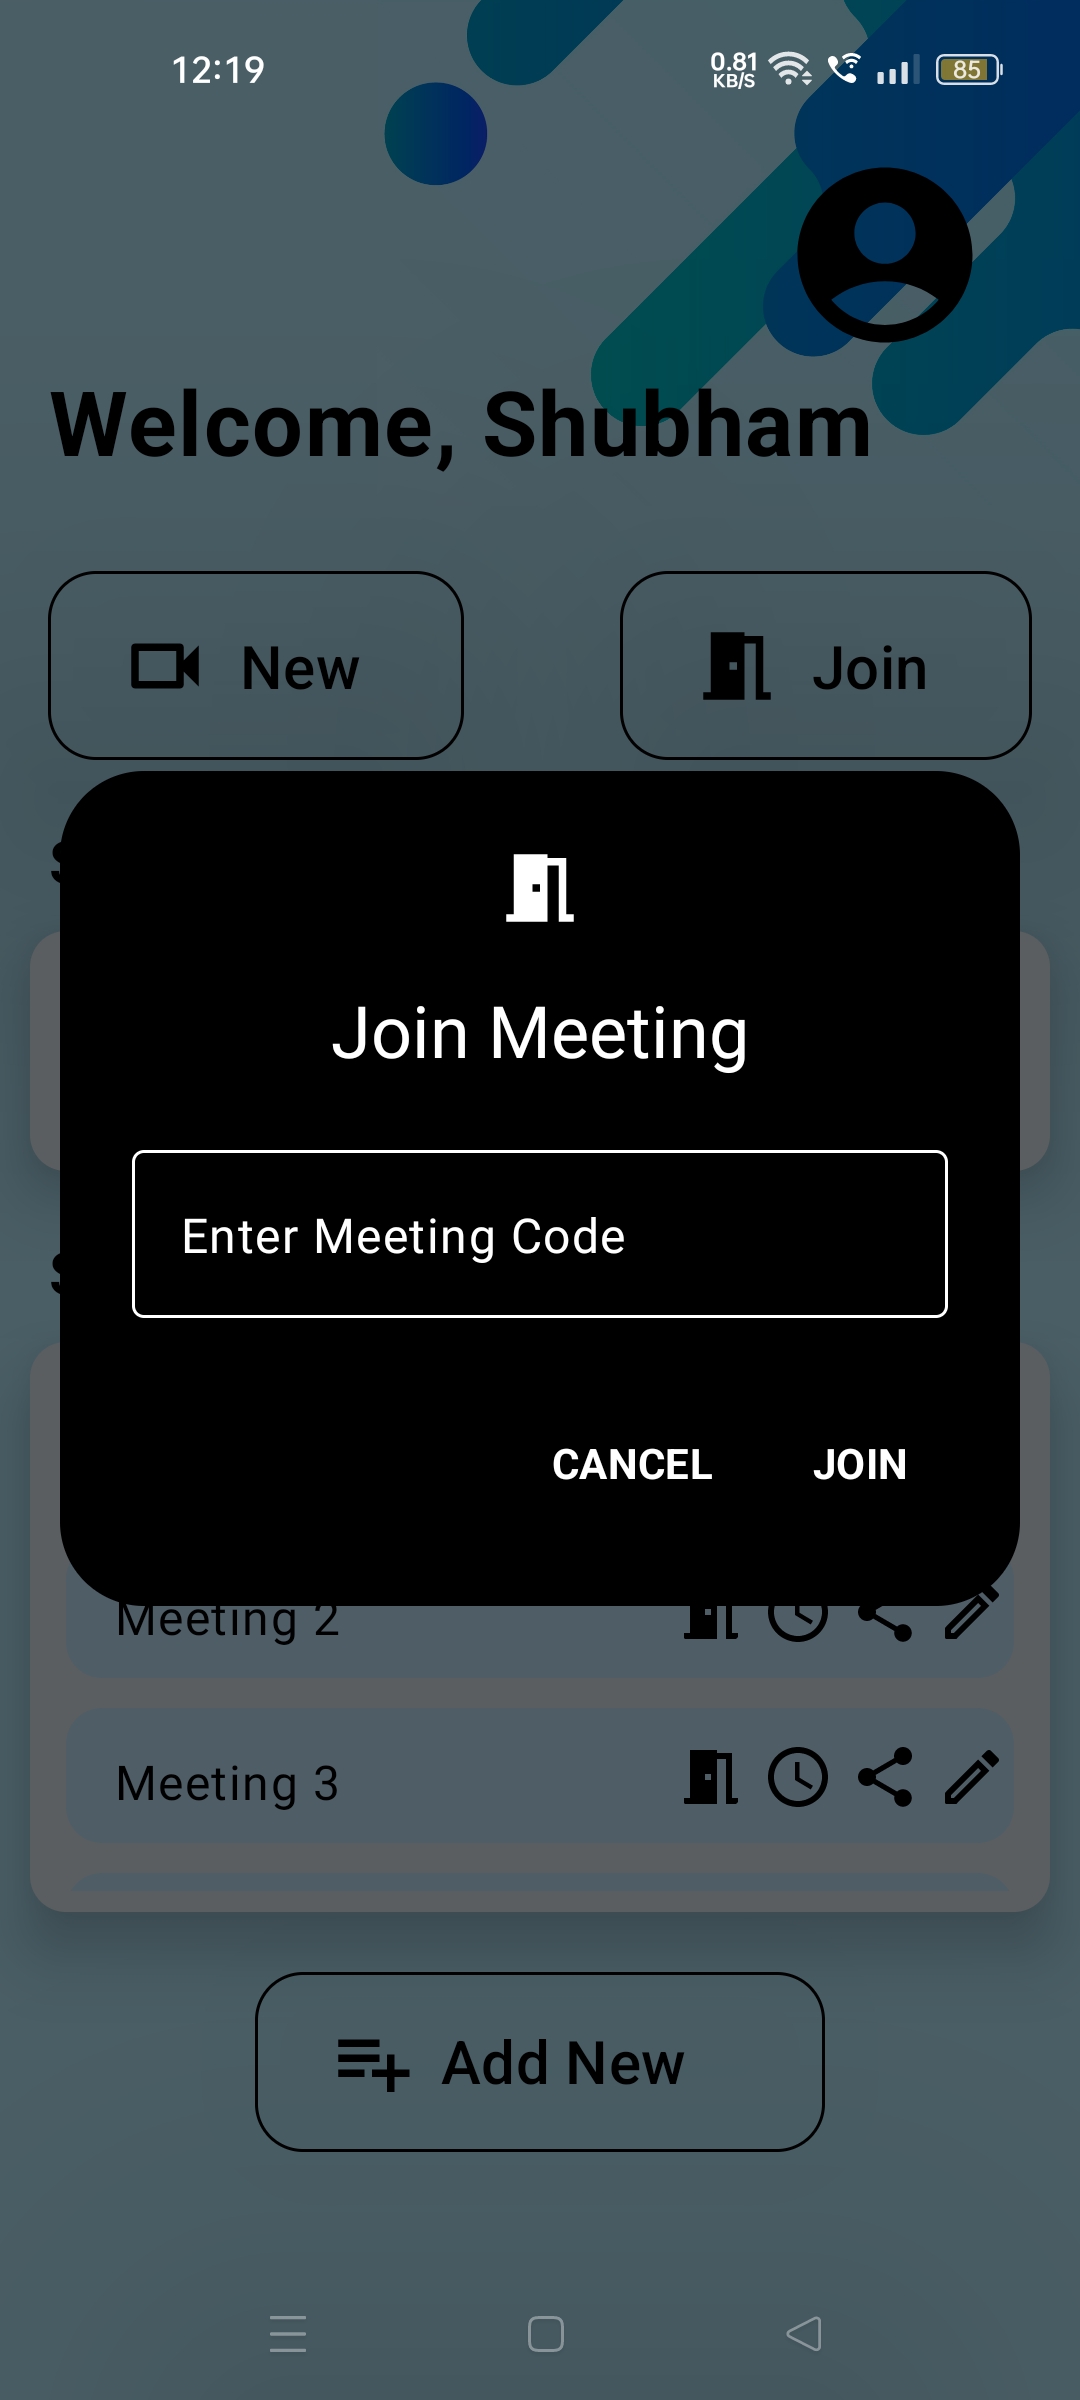 12:19
0.81
KB/S
85
Welcome, Shubham
New
Join
Join Meeting
Enter Meeting Code
CANCEL
JOIN
Meeting 2
Meeting 3
Add New